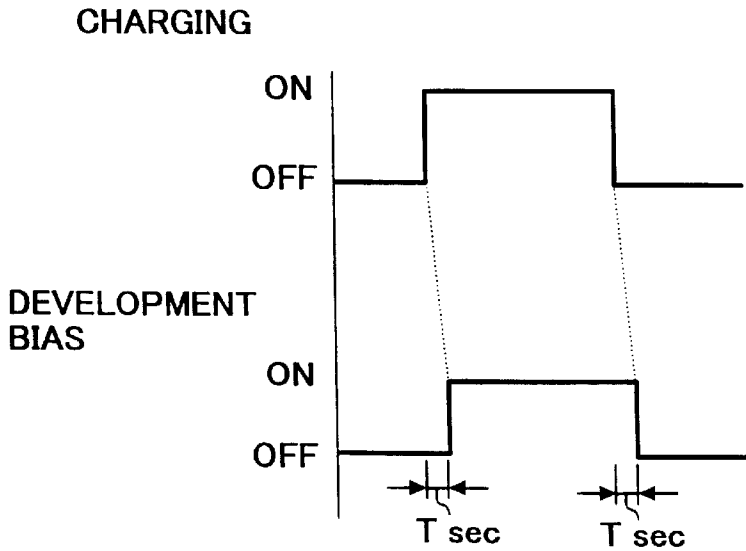 CHARGING
ON
OFF
DEVELOPMENT
BIAS
ON
OFF
T sec
T sec